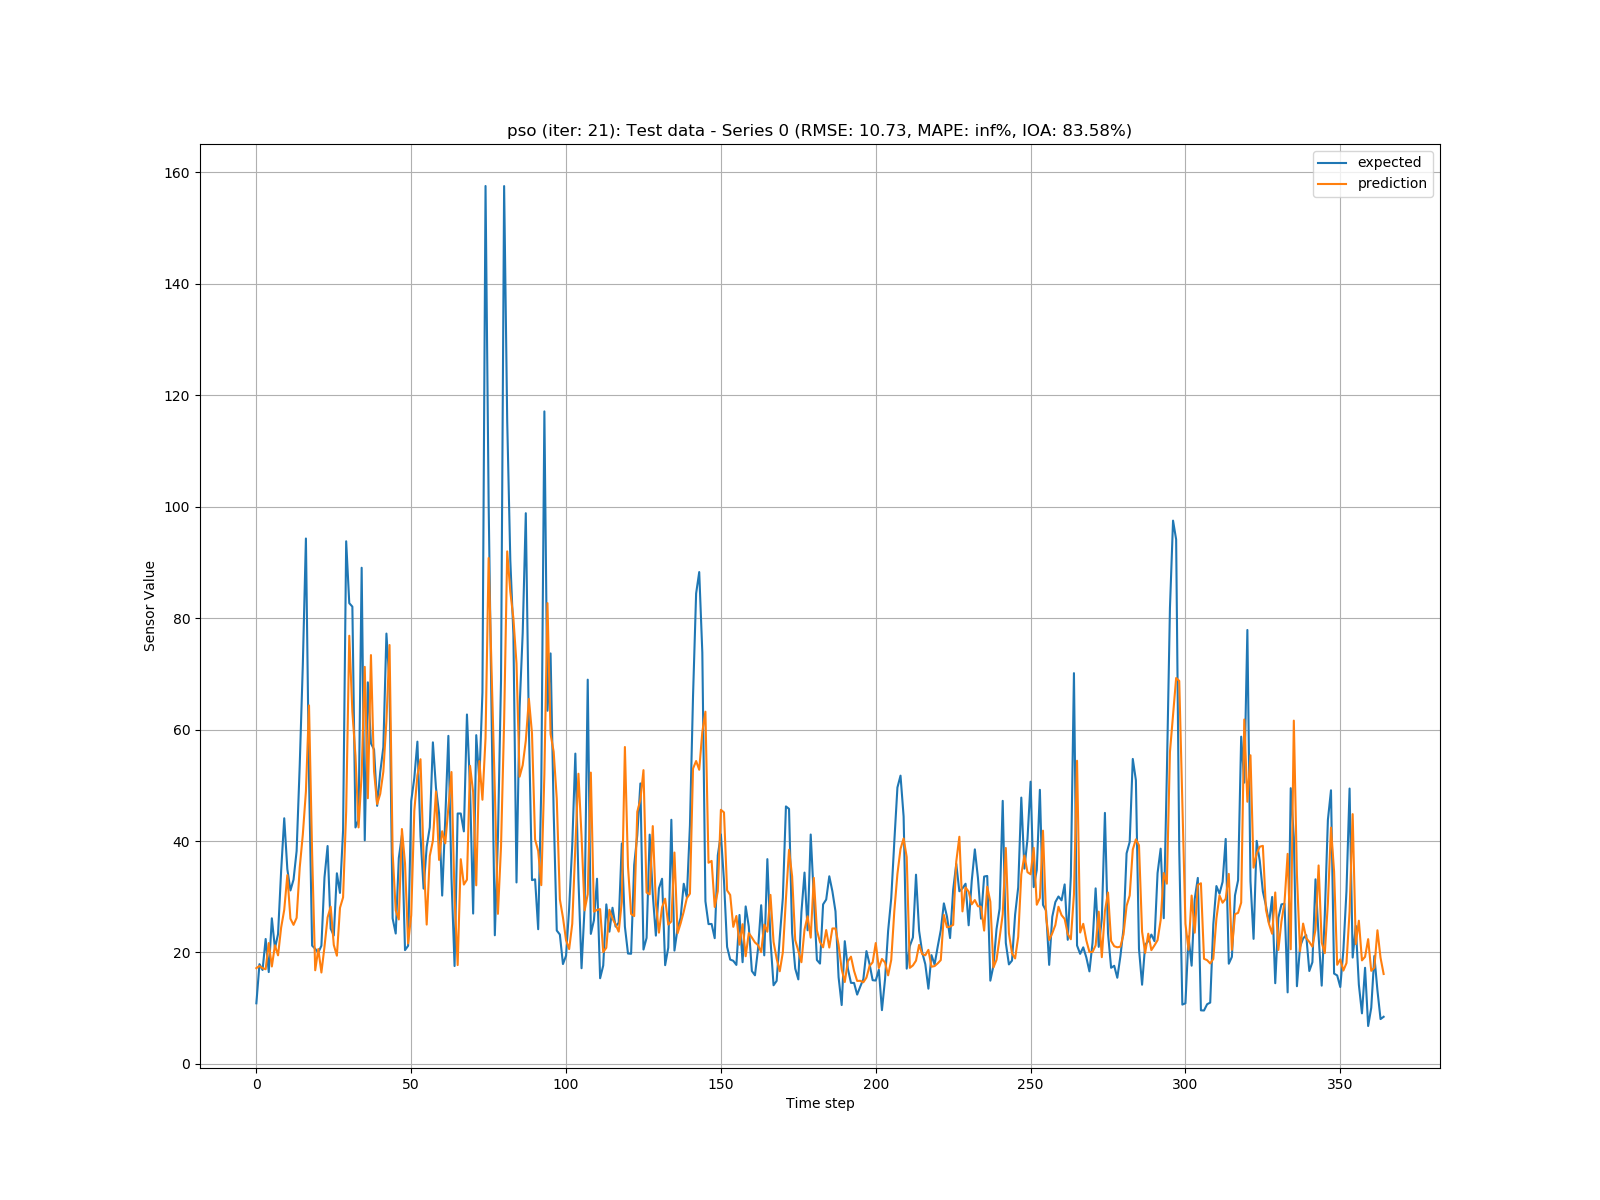 pso (iter: 21): Test data - Series 0 (RMSE: 10.73, MAPE: inf%, IOA: 83.58%)
expected
prediction
160
140
120
100
80
60
40
20
0
Sensor Value
0 50 100 150 200 250 300 350
Time step